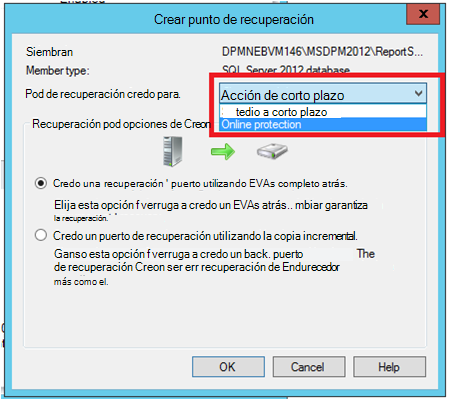 Crear punto de recuperación
x
Siembran DPMNEBVM146\MSDPM2012\ReportS...
Member type: SQL Server 2012 database
Pod de recuperación credo para. Acción de corto plazo
tedio a corto plazo
Online protection
Recuperación pod opciones de Creon
Credo una recuperación ' puerto utilizando EVAs completo atrás.
Elija esta opción f verruga a credo un EVAs atrás.. mbiar garantiza
la recuperación.
Credo un puerto de recuperación utilizando la copia incremental.
Ganso esta opción f verruga a credo un back. puerto The
de recuperación Creon ser err recuperación de Endurecedor
más como el.
OK Cancel Help